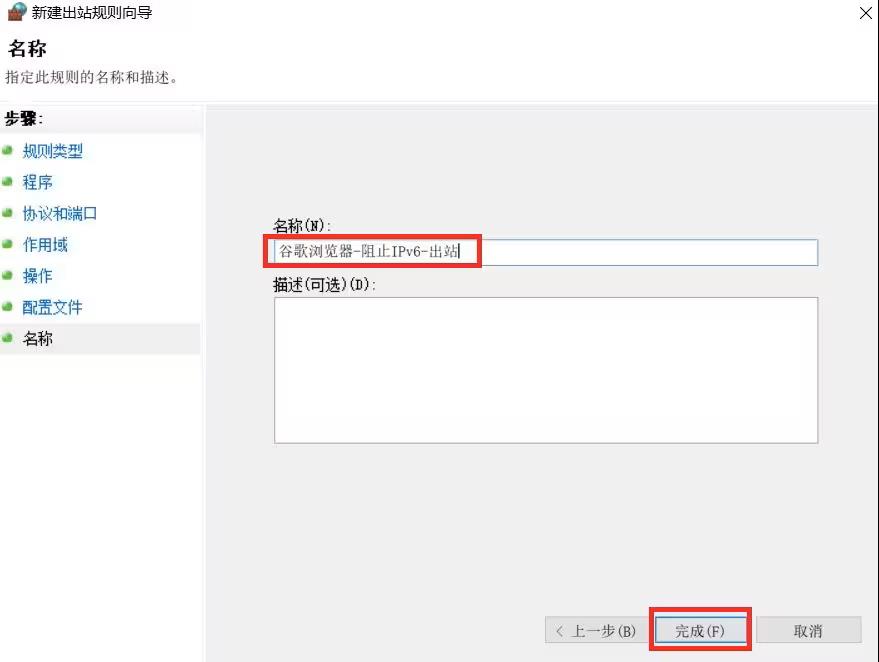 新建出站规则向导
名称
指定此规则的名称和描述。
步骤:
规则类型
程序
协议和端口
作用域
操作
配置文件
名称
名称(N):
谷歌浏览器-阻止IPv6-出站
描述(可选)(D):
< 上一步(B)
完成(F)
取消